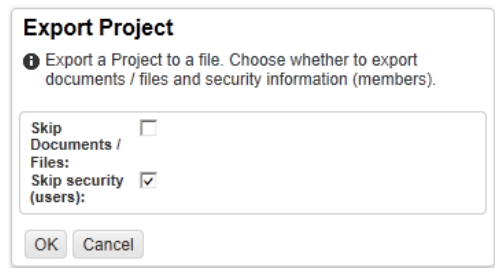 Export Project
Export a Project to a file. Choose whether to export
documents / files and security information (members).
Skip
Documents /
Files:
Skip security
(users):
OK Cancel